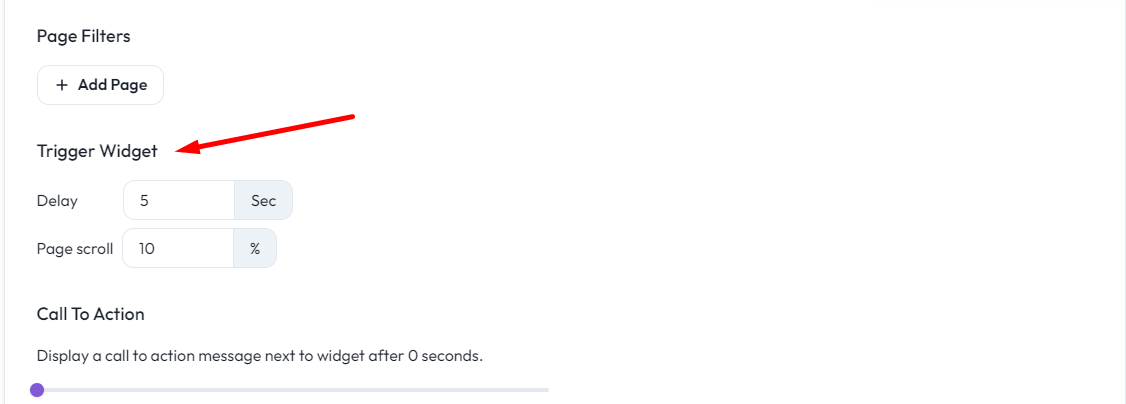 Page Filters
+ Add Page
Trigger Widget
Delay 5 Sec
Page scroll 10 %
Call To Action
Display a call to action message next to widget after 0 seconds.